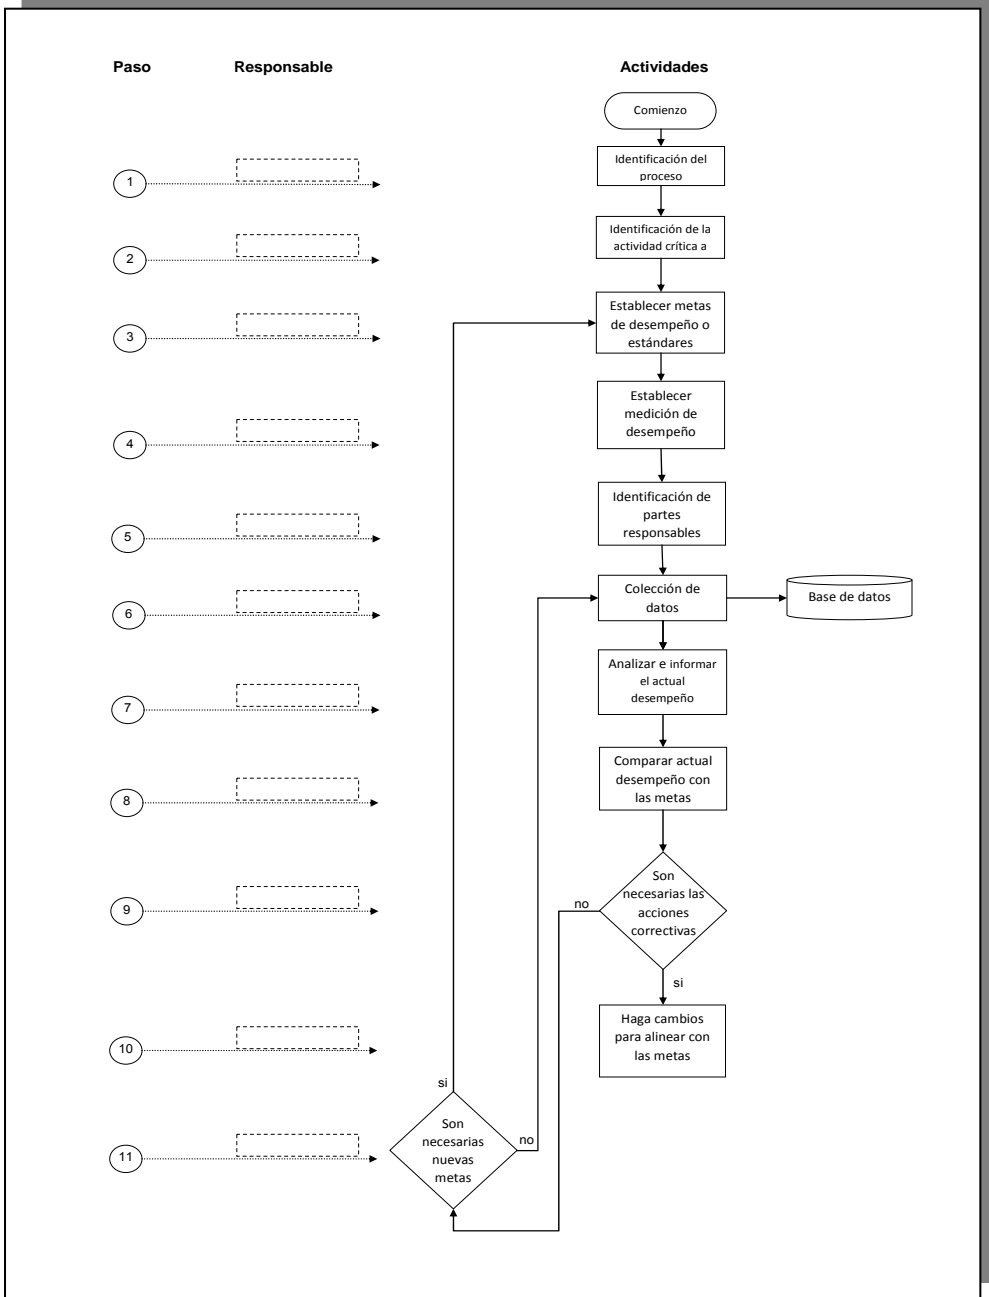 Paso Responsable Actividades
Comienzo
Identificación del
proceso
1
Identificación de la
actividad crítica a
2
Establecer metas
de desempeño o
estándares
3
Establecer
medición de
desempeño
4
Identificación de
partes
responsables
5
Colección de
datos
Base de datos
6
Analizar e informar
el actual
desempeño
7
Comparar actual
desempeño con
las metas
8
Son
necesarias las
acciones
correctivas
no
9
si
Haga cambios
para alinear con
las metas
10
si
Son
necesarias
nuevas
metas
no
11